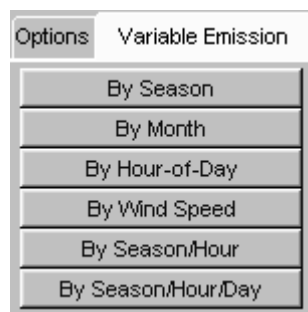 Options Variable Emission
By Season
By Month
By Hour-of-Day
By Wind Speed
By Season/Hour
By Season/Hour/Day